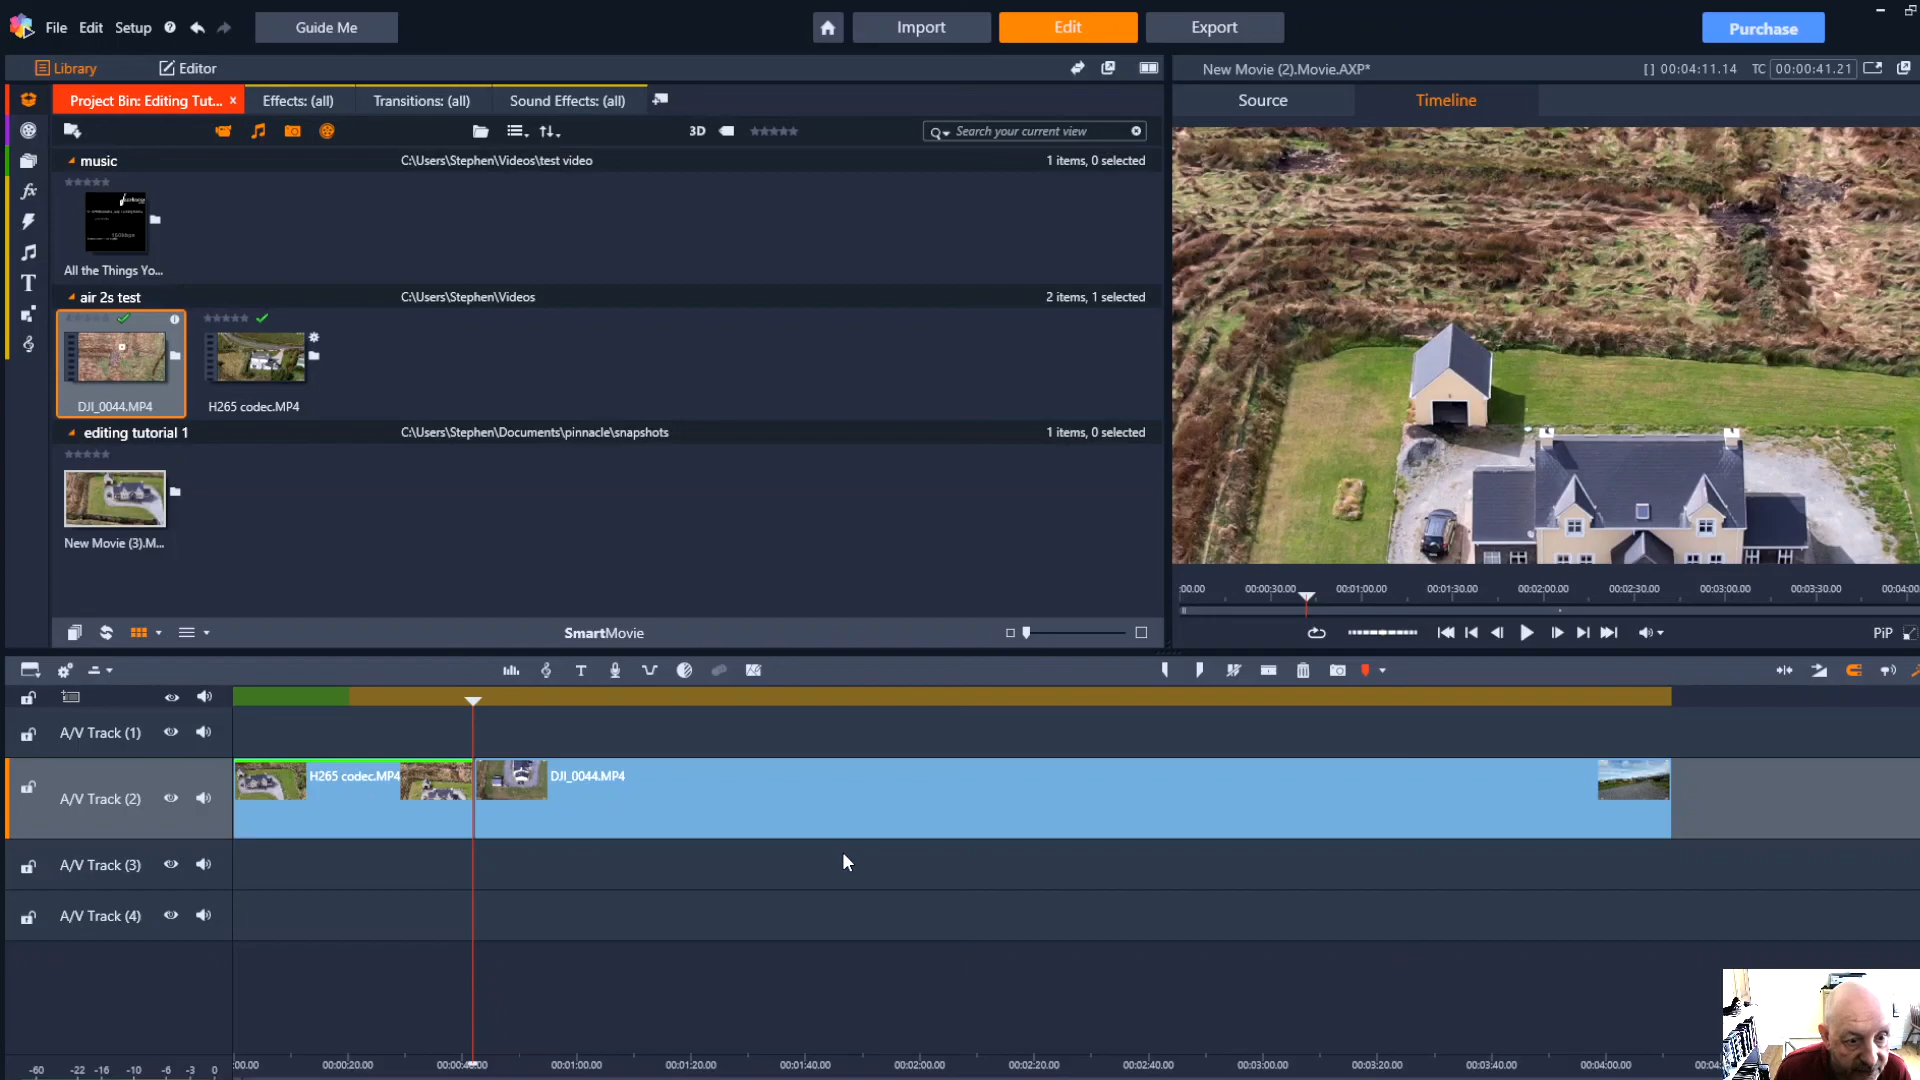 File Edit Setup Guide Me Import Edit Export Purchase
Library Editor New Movie (2).Movie.AXP* [ ] 00:04:11.14 TC 00:00:41.21
Project Bin: Editing Tut... x Effects: (all) Transitions: (all) Sound Effects: (all) Source Timeline
3D Search your current view
music C:\Users\Stephen\Videos\test video 1 items, 0 selected
All the Things Yo...
air 2s test C:\Users\Stephen\Videos 2 items, 1 selected
DJI_0044.MP4 H265 codec.MP4
editing tutorial 1 C:\Users\Stephen\Documents\pinnacle\snapshots 1 items, 0 selected
New Movie (3).M...
:00.00 00:00:30.00 00:01:00.00 00:01:30.00 00:02:00.00 00:02:30.00 00:03:00.00 00:03:30.00 00:04:00
SmartMovie PiP
A/V Track (1)
H265 codec.MP4 DJI_0044.MP4
A/V Track (2)
A/V Track (3)
A/V Track (4)
-60 -22 -16 -10 -6 -3 0 :00.00 00:00:20.00 00:01:00.00 00:01:20.00 00:01:40.00 00:02:00.00 00:02:20.00 00:02:40.00 00:03:00.00 00:03:20.00 00:03:40.00 00:04:00.00